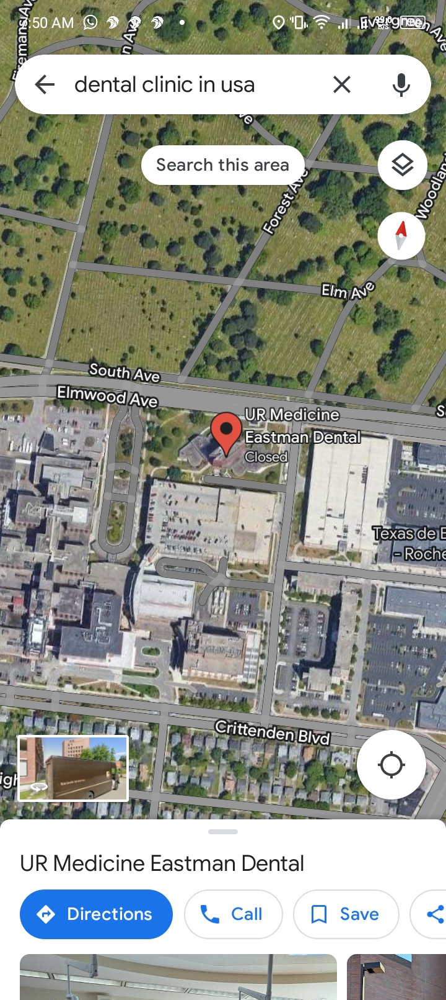 :50 AM
Firemans Av
n Av
Evergreen Ave
dental clinic in usa
ve
Search this area
Forest Ave
Woodlan
Elm Ave
South Ave
Elmwood Ave
S
UR Medicine
Eastman Dental
Closed
Texas de B
- Roche
Crittenden Blvd
igh
UR Medicine Eastman Dental
Directions
Call
Save